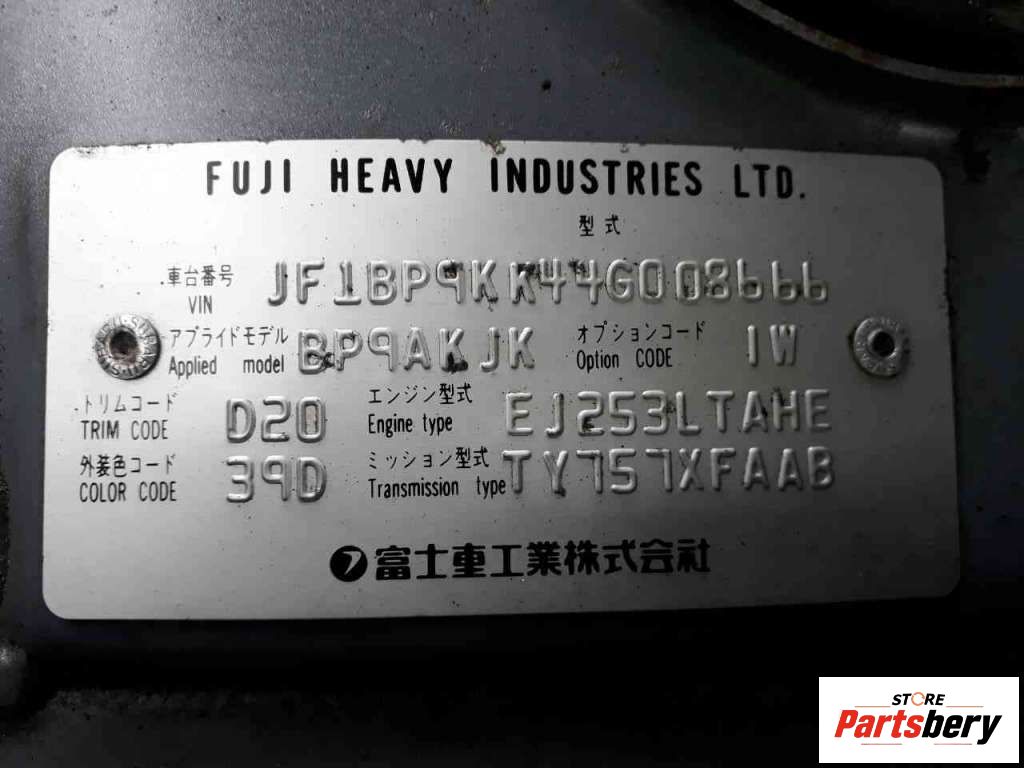 FUJI HEAVY INDUSTRIES LTD.
型式
車台番号 VIN JF1BP9KK44G008666
アプライドモデル Applied model BP9AKJK オプションコード Option CODE 1W
トリムコード TRIM CODE D20 エンジン型式 Engine type EJ253LTAHE
外装色コード COLOR CODE 39D ミッション型式 Transmission type TY757XFAAB
富士重工業株式会社
STORE
Partsbery